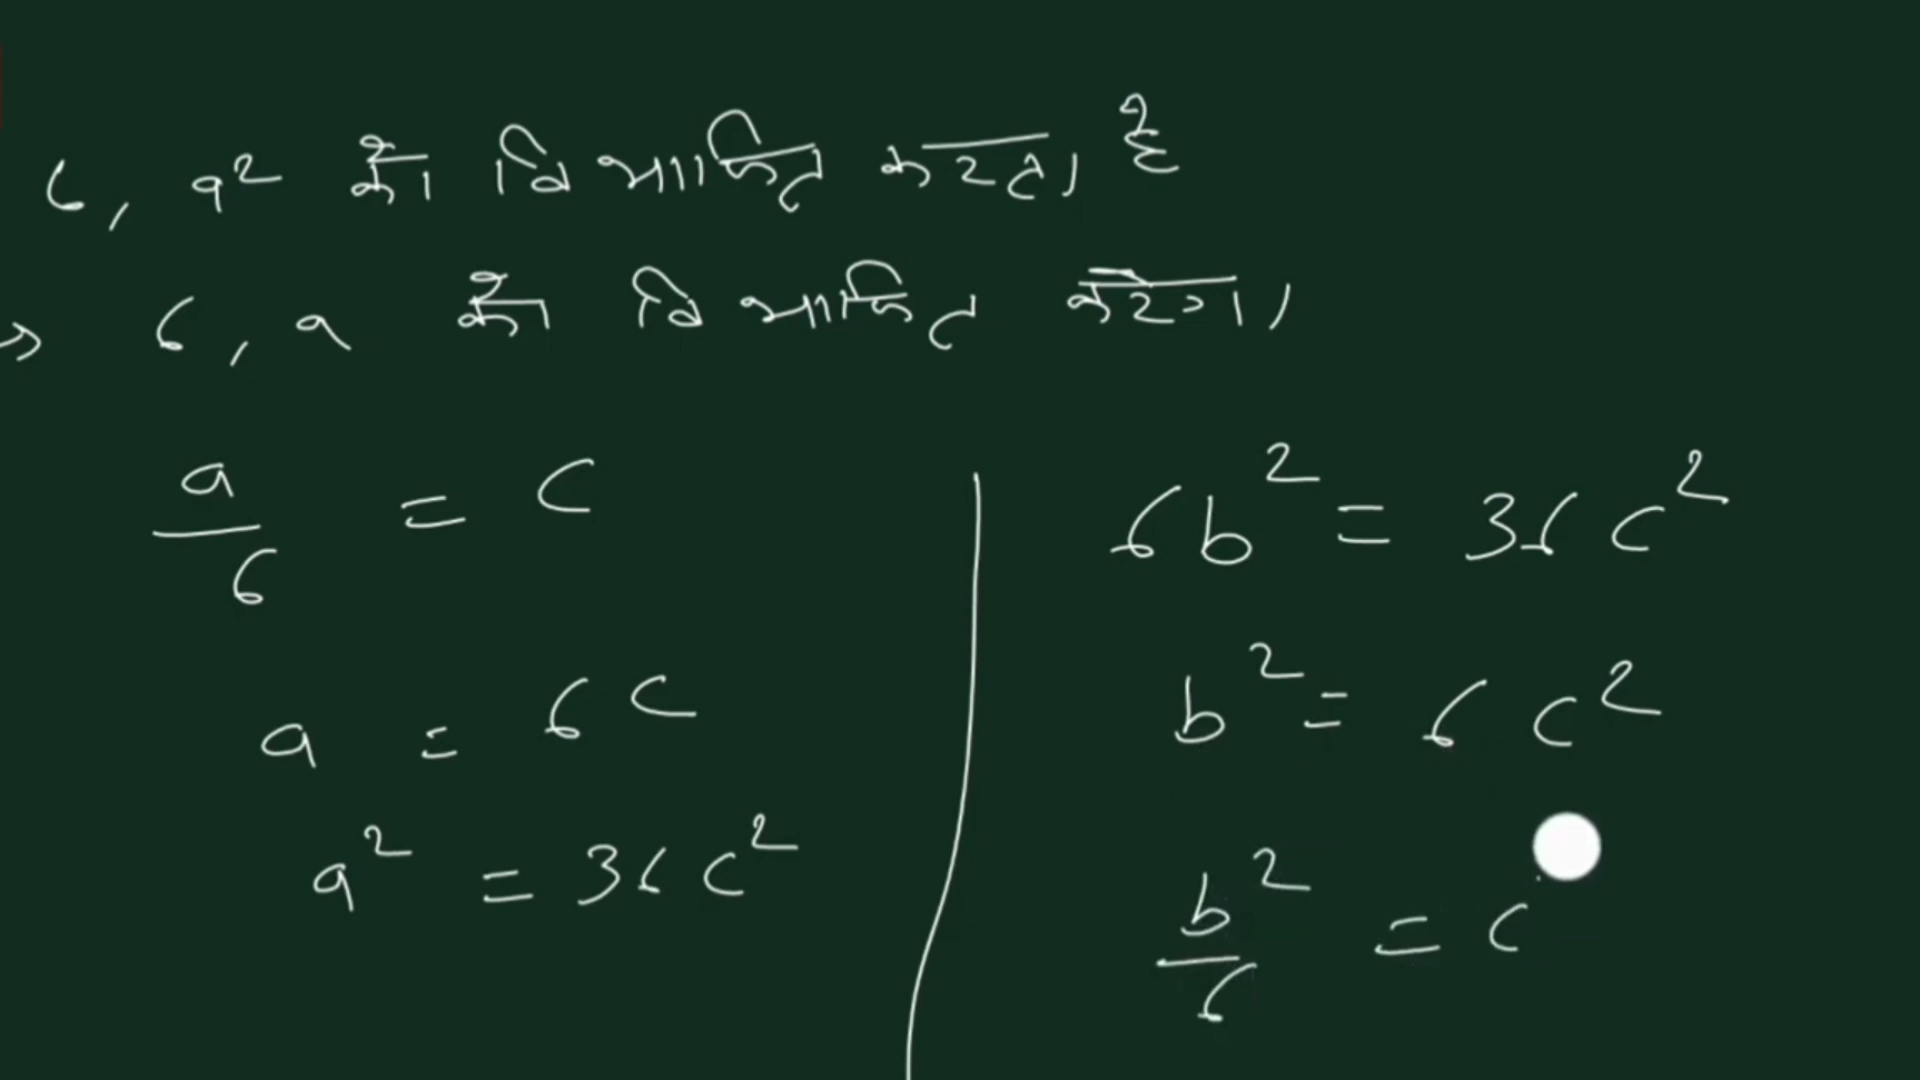 6, a² को विभाजित करता है
⇒ 6, a को विभाजित करेगा,
a/6 = c
a = 6c
a² = 36c²
6b² = 36c²
b² = 6c²
b²/6 = c